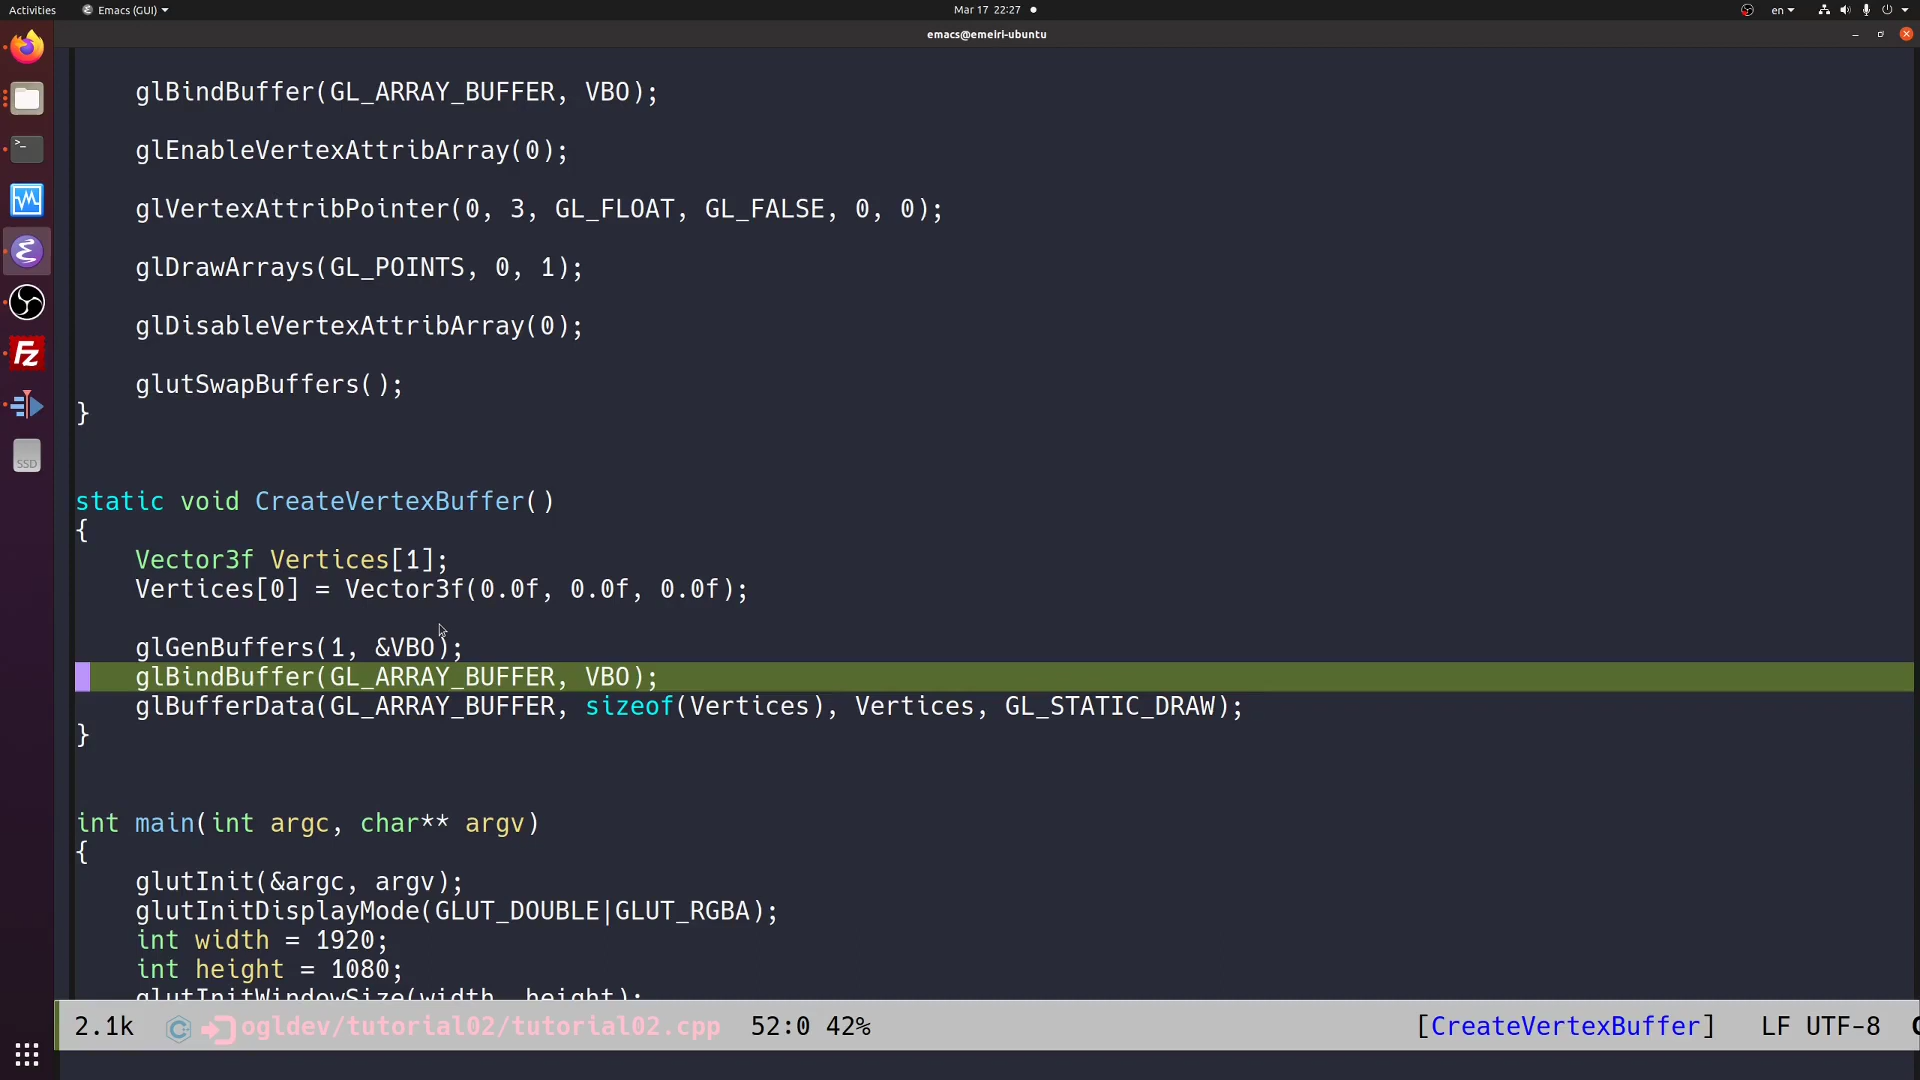 Activities Emacs (GUI) Mar 17 22:27 en
emacs@emeiri-ubuntu
glBindBuffer(GL_ARRAY_BUFFER, VBO);
glEnableVertexAttribArray(0);
glVertexAttribPointer(0, 3, GL_FLOAT, GL_FALSE, 0, 0);
glDrawArrays(GL_POINTS, 0, 1);
glDisableVertexAttribArray(0);
glutSwapBuffers();
}
SSD
static void CreateVertexBuffer()
{
Vector3f Vertices[1];
Vertices[0] = Vector3f(0.0f, 0.0f, 0.0f);
glGenBuffers(1, &VBO);
glBindBuffer(GL_ARRAY_BUFFER, VBO);
glBufferData(GL_ARRAY_BUFFER, sizeof(Vertices), Vertices, GL_STATIC_DRAW);
}
int main(int argc, char** argv)
{
glutInit(&argc, argv);
glutInitDisplayMode(GLUT_DOUBLE|GLUT_RGBA);
int width = 1920;
int height = 1080;
glutInitWindowSize(width, height);
2.1k ogldev/tutorial02/tutorial02.cpp 52:0 42% [CreateVertexBuffer] LF UTF-8